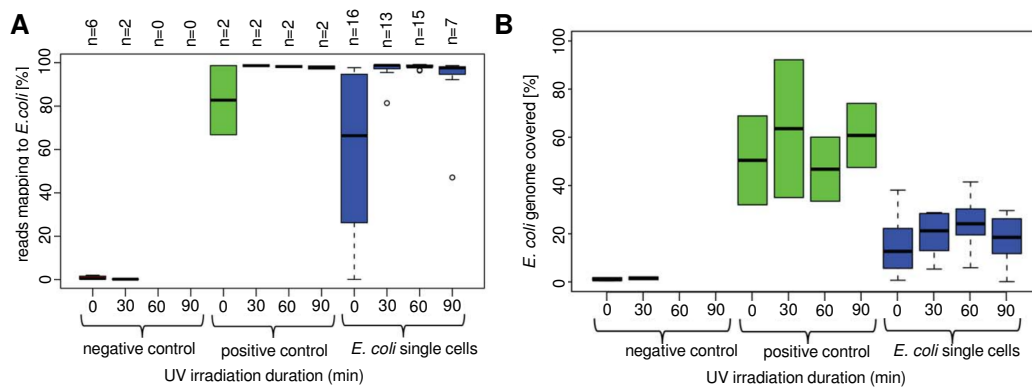 A
n=6 n=2 n=0 n=0 n=2 n=2 n=2 n=2 n=16 n=13 n=15 n=7
reads mapping to E.coli [%]
100
80
60
40
20
0
0 30 60 90 0 30 60 90 0 30 60 90
negative control positive control E. coli single cells
UV irradiation duration (min)
B
E. coli genome covered [%]
100
80
60
40
20
0
0 30 60 90 0 30 60 90 0 30 60 90
negative control positive control E. coli single cells
UV irradiation duration (min)